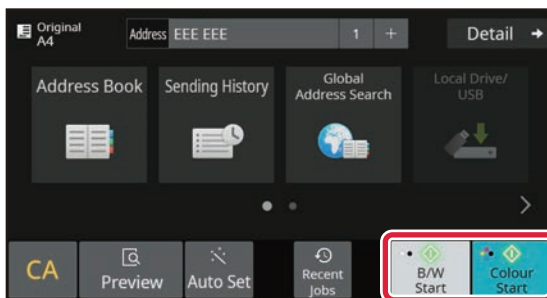 Original
A4
Address EEE EEE 1 +
Detail
Address Book
Sending History
Global
Address Search
Local Drive/
USB
CA
Preview
Auto Set
Recent
Jobs
B/W
Start
Colour
Start